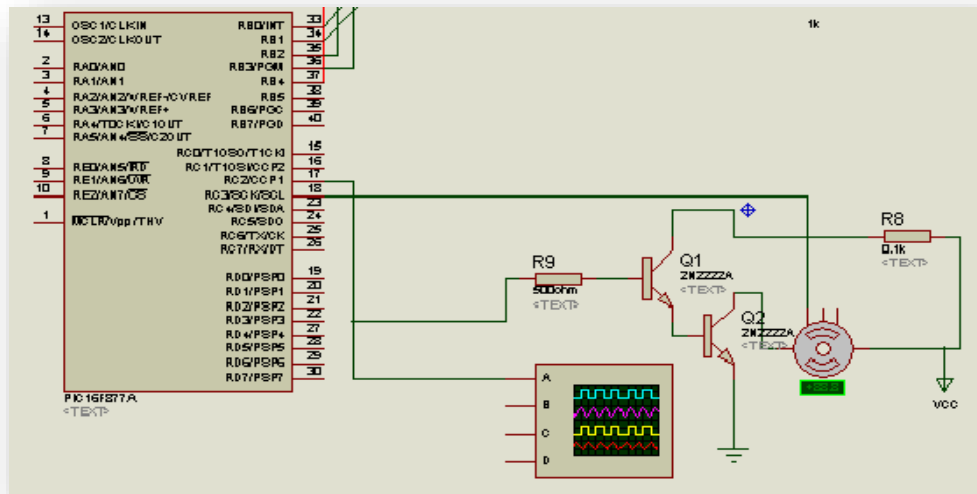 13 OSC1/CLKIN RB0/INT 33
14 OSC2/CLKOUT RB1 34
RB2 35
2 RA0/AN0 RB3/PGM 36
3 RA1/AN1 RB4 37
4 RA2/AN2/VREF-/CVREF RB5 38
5 RA3/AN3/VREF+ RB6/PGC 39
6 RA4/T0CKI/C1OUT RB7/PGD 40
7 RA5/AN4/SS/C2OUT
RC0/T1OSO/T1CKI 15
8 RE0/AN5/RD RC1/T1OSI/CCP2 16
9 RE1/AN6/WR RC2/CCP1 17
10 RE2/AN7/CS RC3/SCK/SCL 18
RC4/SDI/SDA 23
1 MCLR/Vpp/THV RC5/SDO 24
RC6/TX/CK 25
RC7/RX/DT 26
RD0/PSP0 19
RD1/PSP1 20
RD2/PSP2 21
RD3/PSP3 22
RD4/PSP4 27
RD5/PSP5 28
RD6/PSP6 29
RD7/PSP7 30
PIC16F877A
<TEXT>
1k
R8
0.1k
<TEXT>
R9
500ohm
<TEXT>
Q1
2N2222A
<TEXT>
Q2
2N2222A
<TEXT>
A
B
C
D
VCC